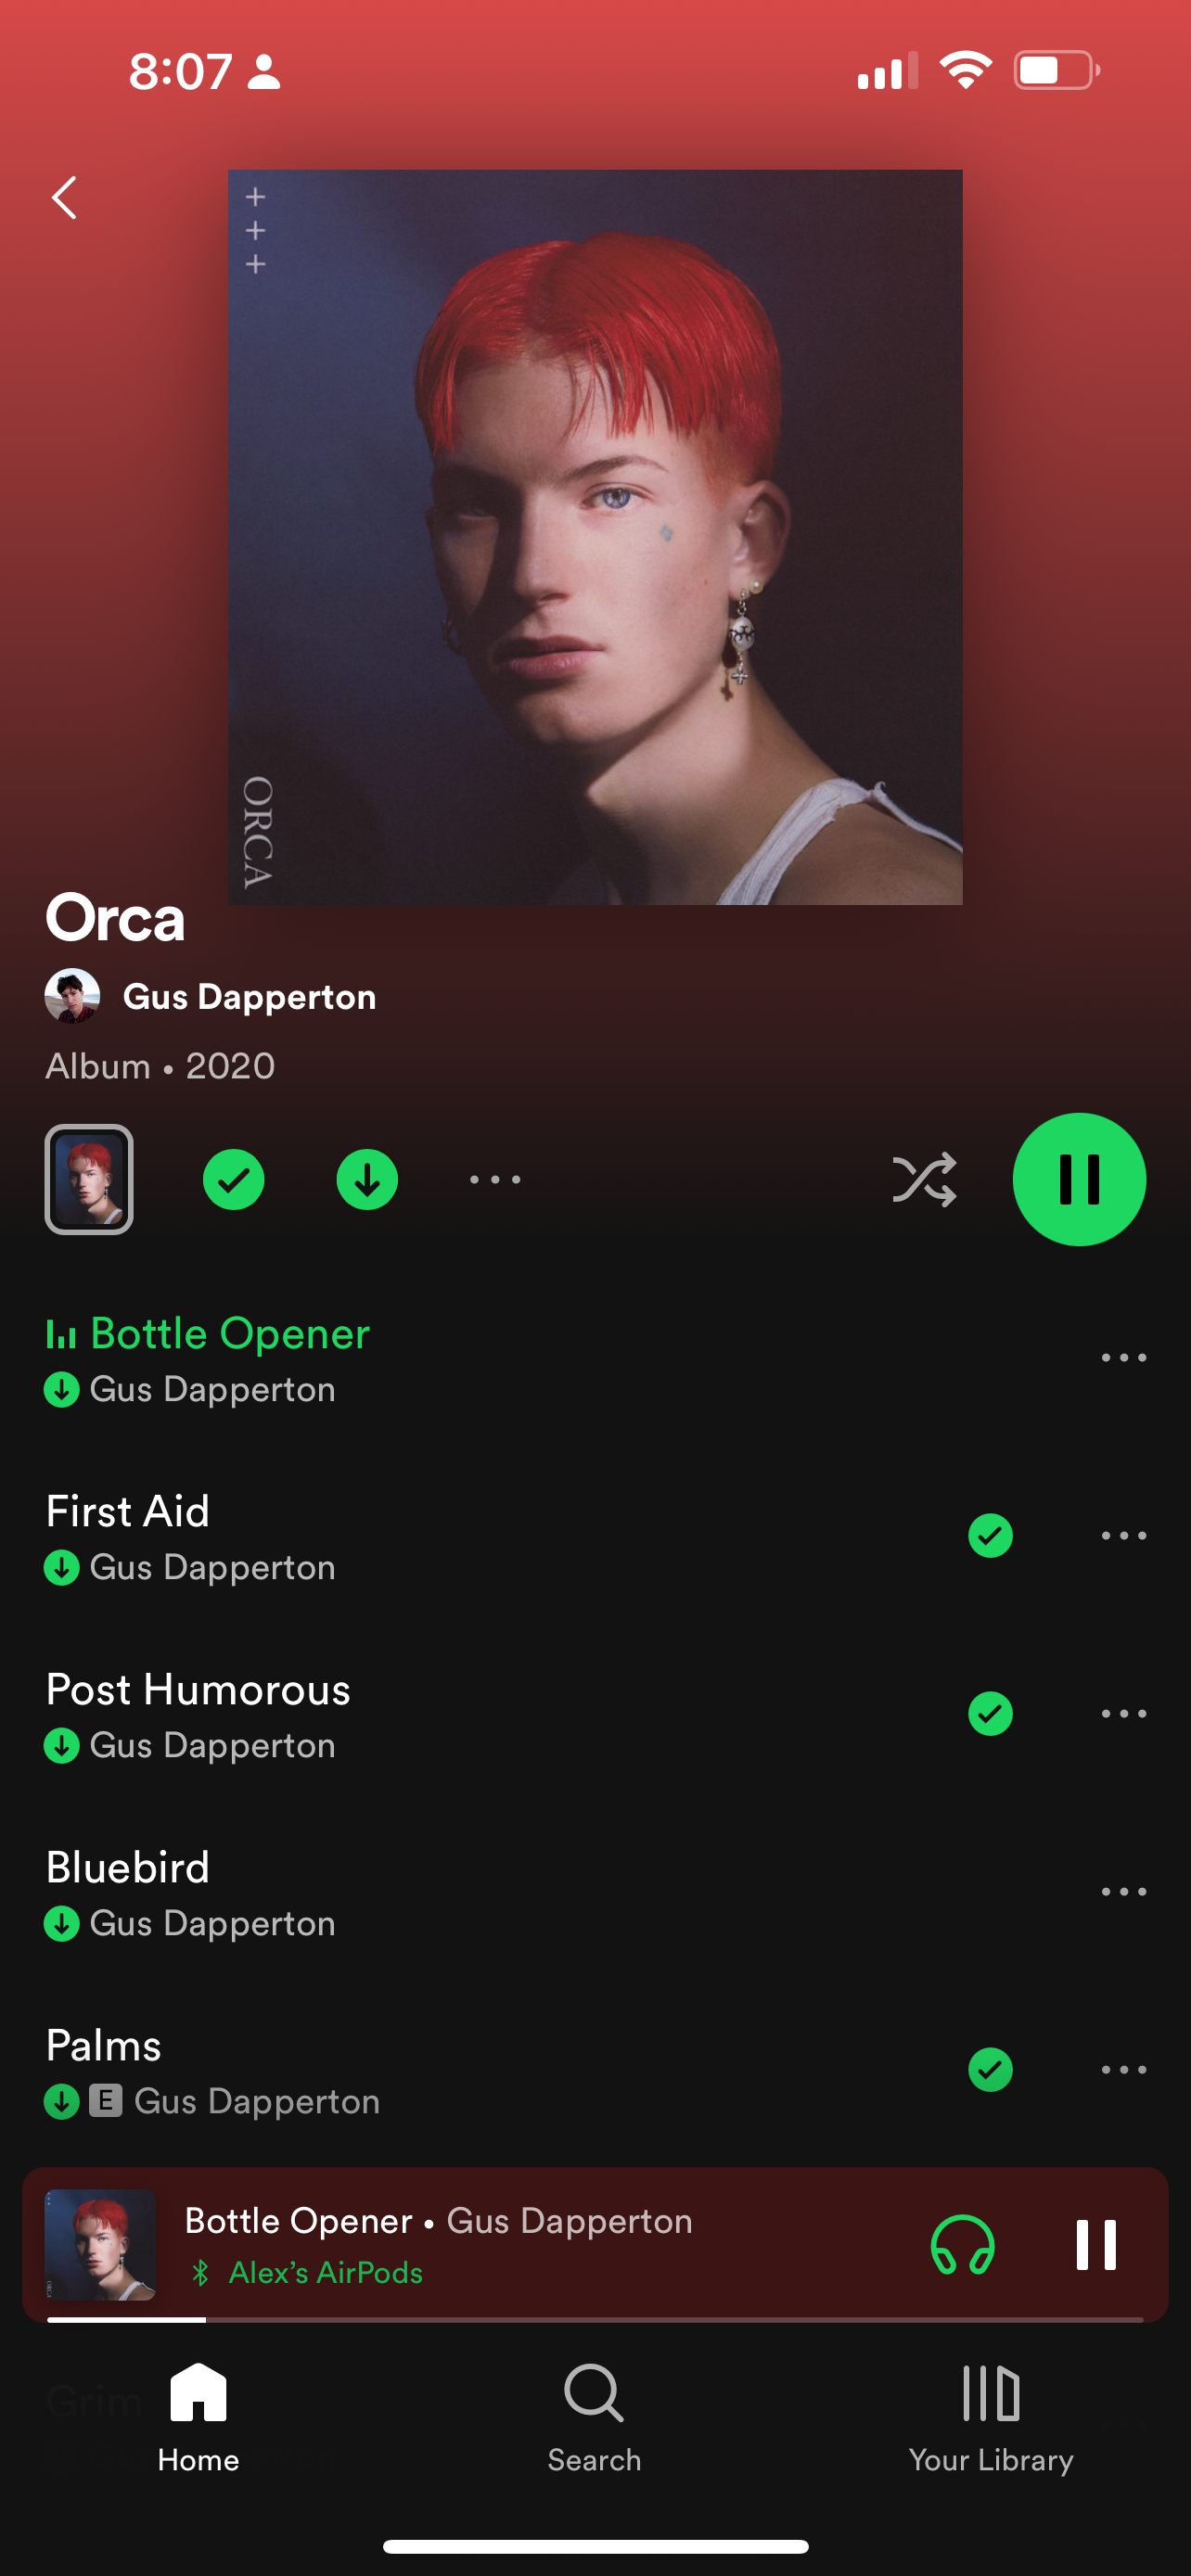 8:07
ORCA
Orca
Gus Dapperton
Album • 2020
Bottle Opener
Gus Dapperton
First Aid
Gus Dapperton
Post Humorous
Gus Dapperton
Bluebird
Gus Dapperton
Palms
E Gus Dapperton
Bottle Opener • Gus Dapperton
Alex’s AirPods
Grim
Home
Search
Your Library